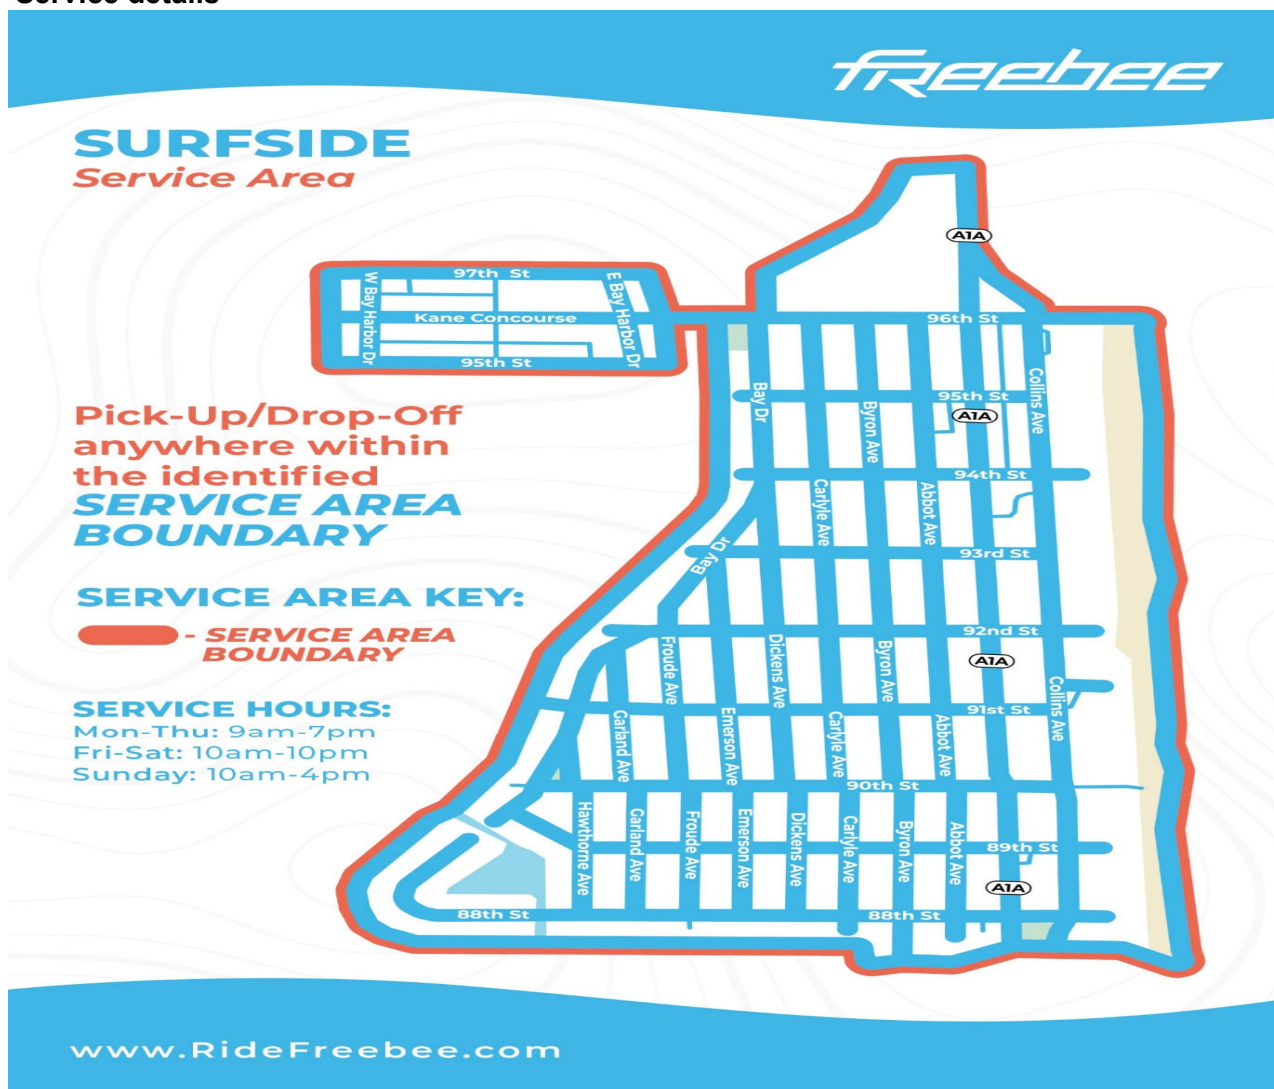 Service details
freebee
SURFSIDE
Service Area
A1A
97th St
W Bay Harbor Dr
E Bay Harbor Dr
Kane Concourse
95th St
96th St
Bay Dr
Collins Ave
95th St
Byron Ave
A1A
94th St
Carlyle Ave
Abbot Ave
Bay Dr
93rd St
Pick-Up/Drop-Off
anywhere within
the identified
SERVICE AREA
BOUNDARY
SERVICE AREA KEY:
- SERVICE AREA
BOUNDARY
92nd St
Froude Ave
Dickens Ave
Byron Ave
A1A
Collins Ave
91st St
Garland Ave
Emerson Ave
Carlyle Ave
Abbot Ave
SERVICE HOURS:
Mon-Thu: 9am-7pm
Fri-Sat: 10am-10pm
Sunday: 10am-4pm
90th St
Hawthorne Ave
Garland Ave
Froude Ave
Emerson Ave
Dickens Ave
Carlyle Ave
Byron Ave
Abbot Ave
89th St
A1A
88th St
88th St
www.RideFreebee.com